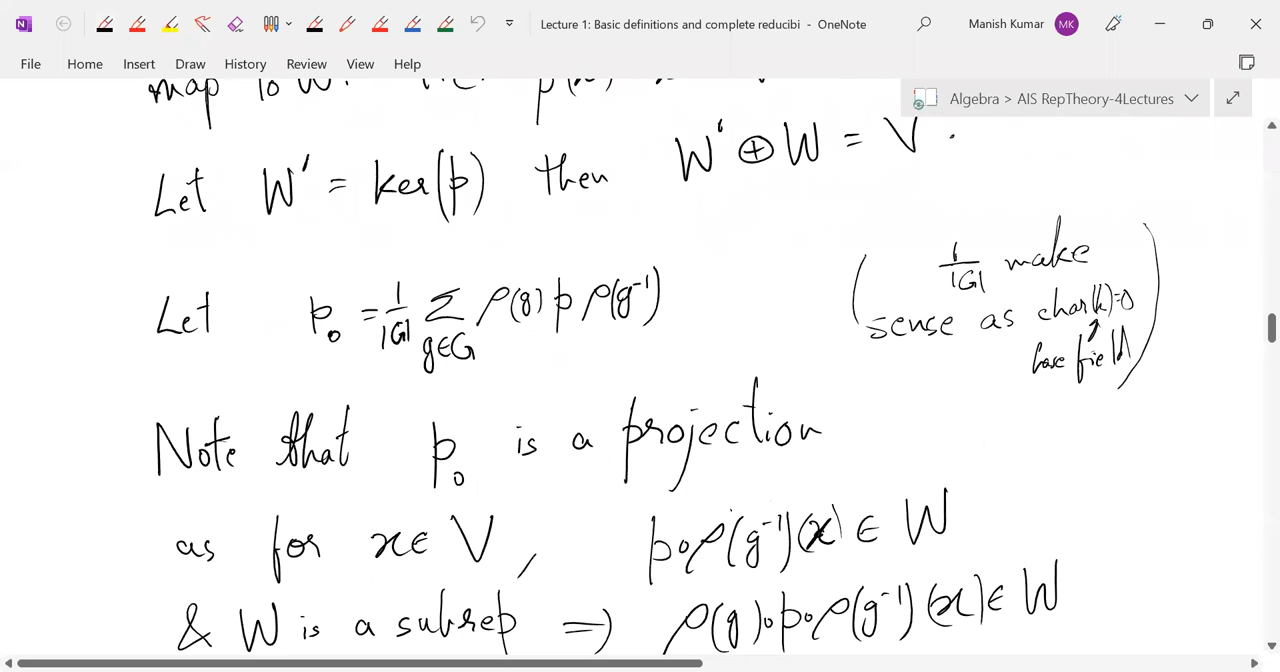 Lecture 1: Basic definitions and complete reducibi - OneNote
Manish Kumar
MK
File Home Insert Draw History Review View Help
Algebra > AIS RepTheory-4Lectures
map to W.
Let W' = ker(p) then W' ⊕ W = V.
Let p₀ = 1/|G| Σ g∈G ρ(g) p ρ(g⁻¹)
( 1/|G| make
sense as char(k)=0
base field )
Note that p₀ is a projection
as for x ∈ V, p∘ρ(g⁻¹)(x) ∈ W
& W is a subrep => ρ(g)∘p∘ρ(g⁻¹)(x) ∈ W